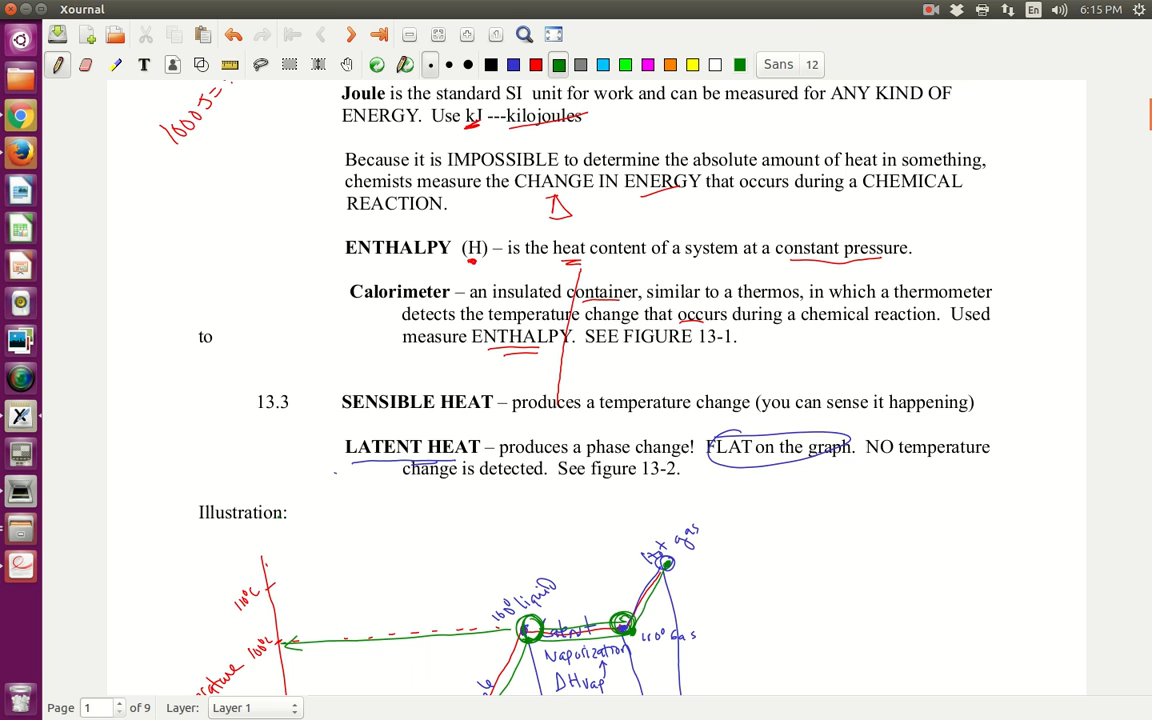 Xournal
En
6:15 PM
T
Sans
12
1000J=
Joule is the standard SI unit for work and can be measured for ANY KIND OF
ENERGY. Use kJ ---kilojoules
Because it is IMPOSSIBLE to determine the absolute amount of heat in something,
chemists measure the CHANGE IN ENERGY that occurs during a CHEMICAL
REACTION.
Δ
ENTHALPY (H) – is the heat content of a system at a constant pressure.
Calorimeter – an insulated container, similar to a thermos, in which a thermometer
detects the temperature change that occurs during a chemical reaction. Used
to measure ENTHALPY. SEE FIGURE 13-1.
13.3 SENSIBLE HEAT – produces a temperature change (you can sense it happening)
LATENT HEAT – produces a phase change! FLAT on the graph. NO temperature
change is detected. See figure 13-2.
Illustration:
gas
110°C
100° liquid
Latent
100°C
Vaporization
ΔHvap
Page 1 of 9 Layer: Layer 1